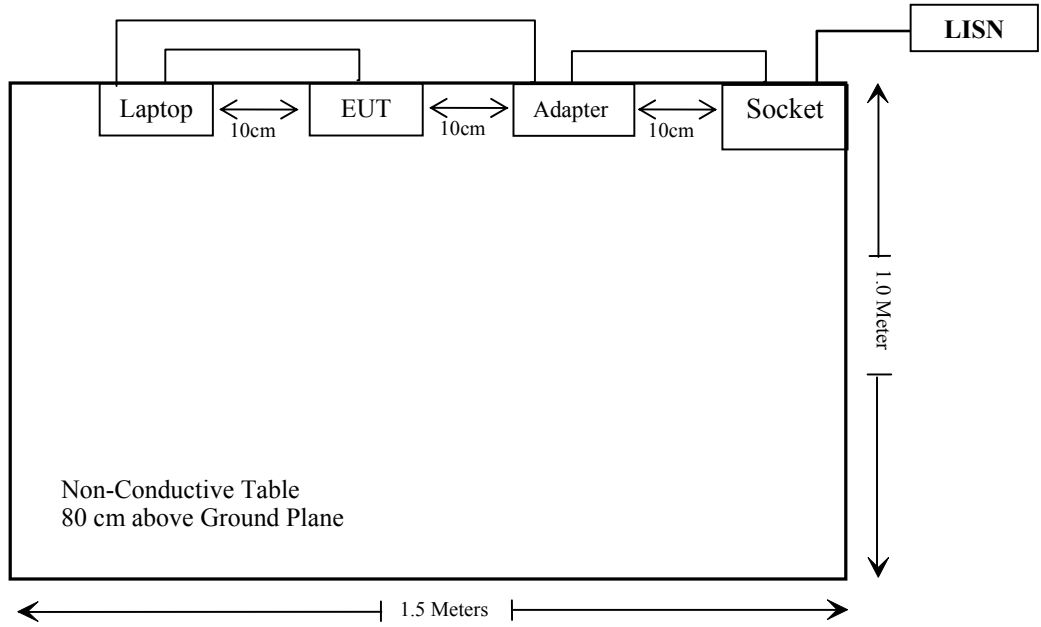 LISN
Laptop
EUT
Adapter
Socket
10cm
10cm
10cm
1.0 Meter
Non-Conductive Table
80 cm above Ground Plane
1.5 Meters